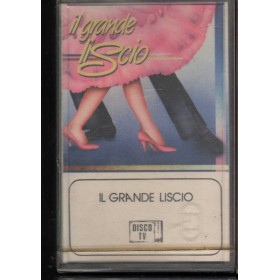 il grande
liscio
IL GRANDE LISCIO
DISCO
TV